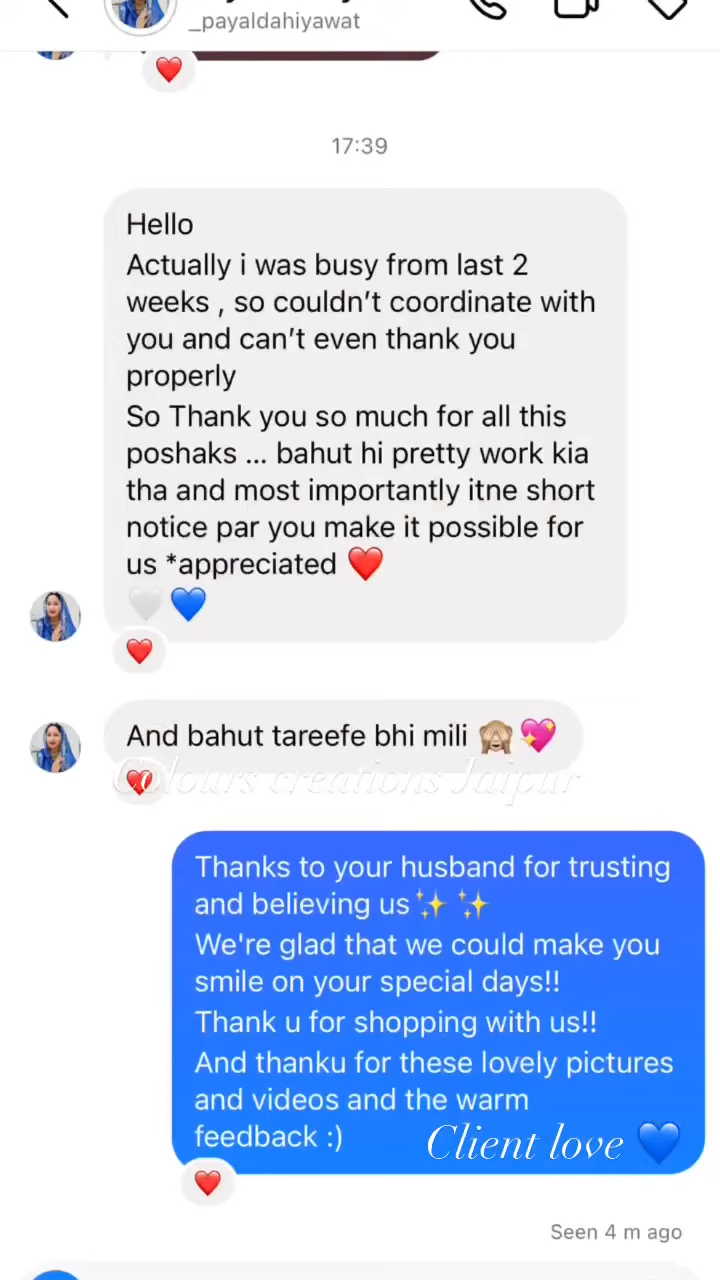 _payaldahiyawat
17:39
Hello
Actually i was busy from last 2
weeks , so couldn't coordinate with
you and can't even thank you
properly
So Thank you so much for all this
poshaks ... bahut hi pretty work kia
tha and most importantly itne short
notice par you make it possible for
us *appreciated ❤️
🤍 💙
And bahut tareefe bhi mili 🙈💖
Colours creations Jaipur
Thanks to your husband for trusting
and believing us✨ ✨
We're glad that we could make you
smile on your special days!!
Thank u for shopping with us!!
And thanku for these lovely pictures
and videos and the warm
feedback :)
Client love 💙
Seen 4 m ago